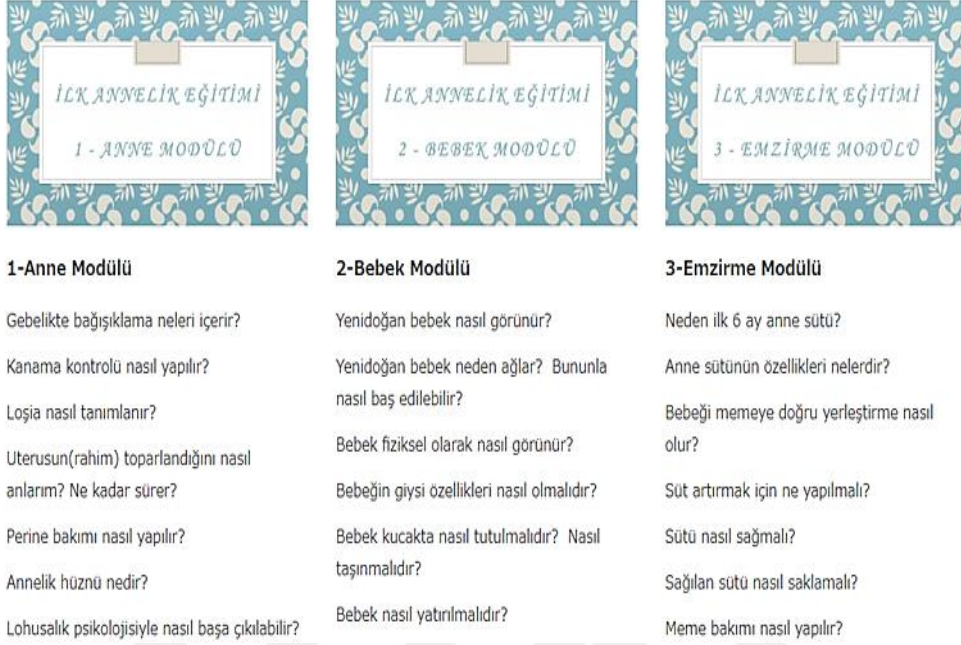 İLK ANNELİK EĞİTİMİ
1 - ANNE MODÜLÜ
İLK ANNELİK EĞİTİMİ
2 - BEBEK MODÜLÜ
İLK ANNELİK EĞİTİMİ
3 - EMZİRME MODÜLÜ
1-Anne Modülü
Gebelikte bağışıklama neleri içerir?
Kanama kontrolü nasıl yapılır?
Loşia nasıl tanımlanır?
Uterusun(rahim) toparlandığını nasıl
anlarım? Ne kadar sürer?
Perine bakımı nasıl yapılır?
Annelik hüznü nedir?
Lohusalık psikolojisiyle nasıl başa çıkılabilir?
2-Bebek Modülü
Yenidoğan bebek nasıl görünür?
Yenidoğan bebek neden ağlar? Bununla
nasıl baş edilebilir?
Bebek fiziksel olarak nasıl görünür?
Bebeğin giysi özellikleri nasıl olmalıdır?
Bebek kucakta nasıl tutulmalıdır? Nasıl
taşınmalıdır?
Bebek nasıl yatırılmalıdır?
3-Emzirme Modülü
Neden ilk 6 ay anne sütü?
Anne sütünün özellikleri nelerdir?
Bebeği memeye doğru yerleştirme nasıl
olur?
Süt artırmak için ne yapılmalı?
Sütü nasıl sağmalı?
Sağılan sütü nasıl saklamalı?
Meme bakımı nasıl yapılır?